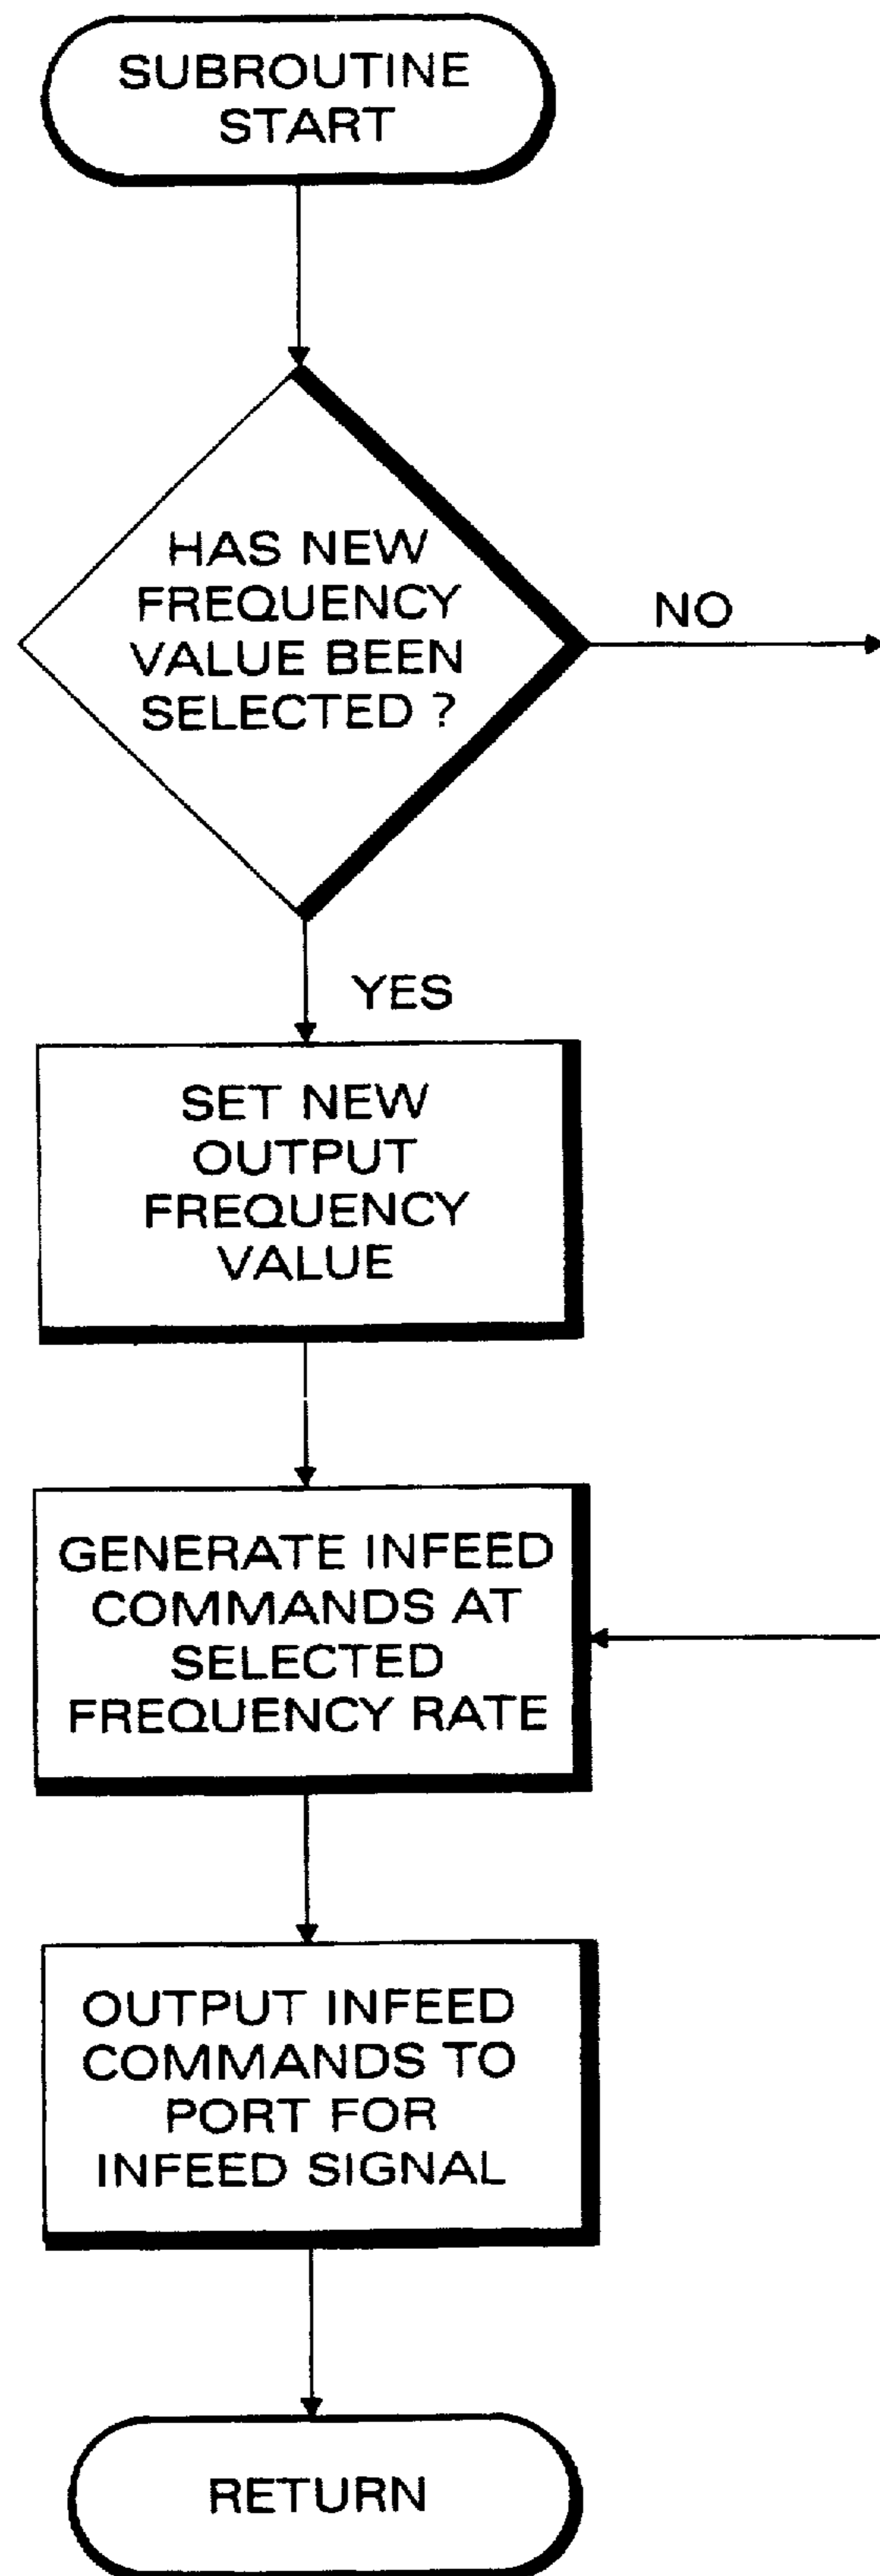 SUBROUTINE
START
HAS NEW
FREQUENCY
VALUE BEEN
SELECTED ?
NO
YES
SET NEW
OUTPUT
FREQUENCY
VALUE
GENERATE INFEED
COMMANDS AT
SELECTED
FREQUENCY RATE
OUTPUT INFEED
COMMANDS TO
PORT FOR
INFEED SIGNAL
RETURN